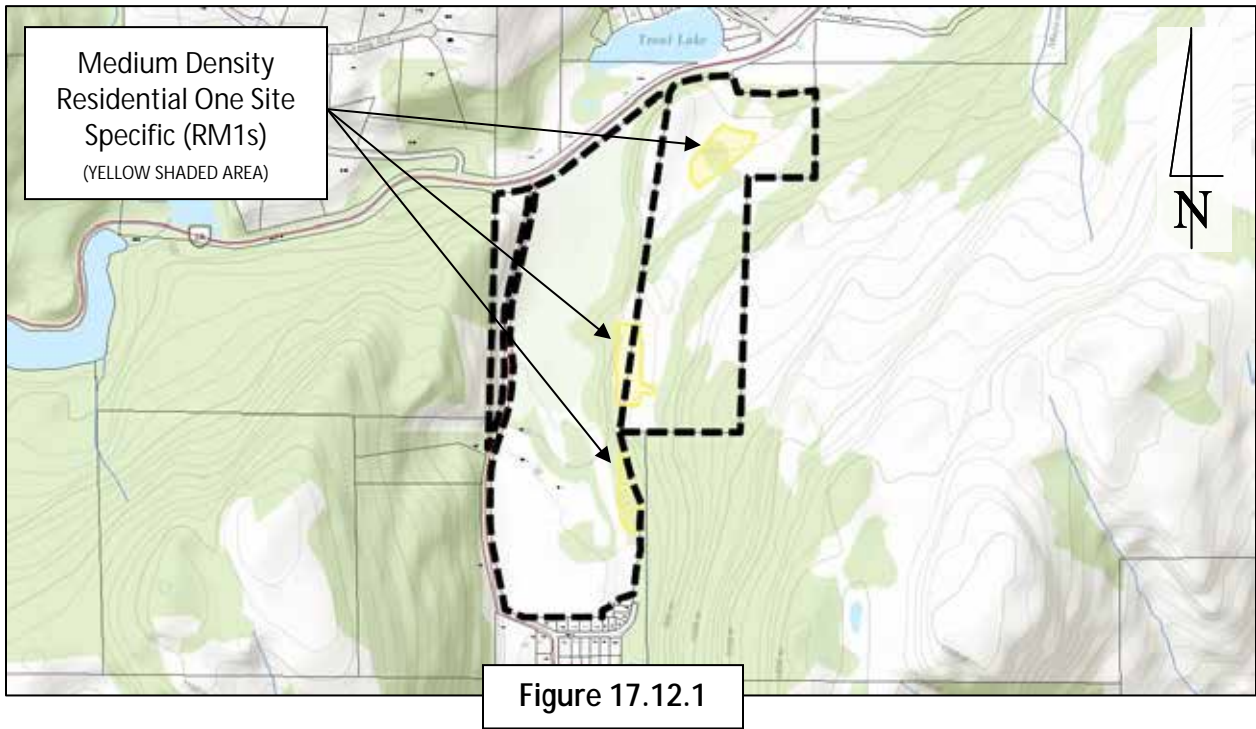 Medium Density
Residential One Site
Specific (RM1s)
(YELLOW SHADED AREA)
Trout Lake
N
Figure 17.12.1